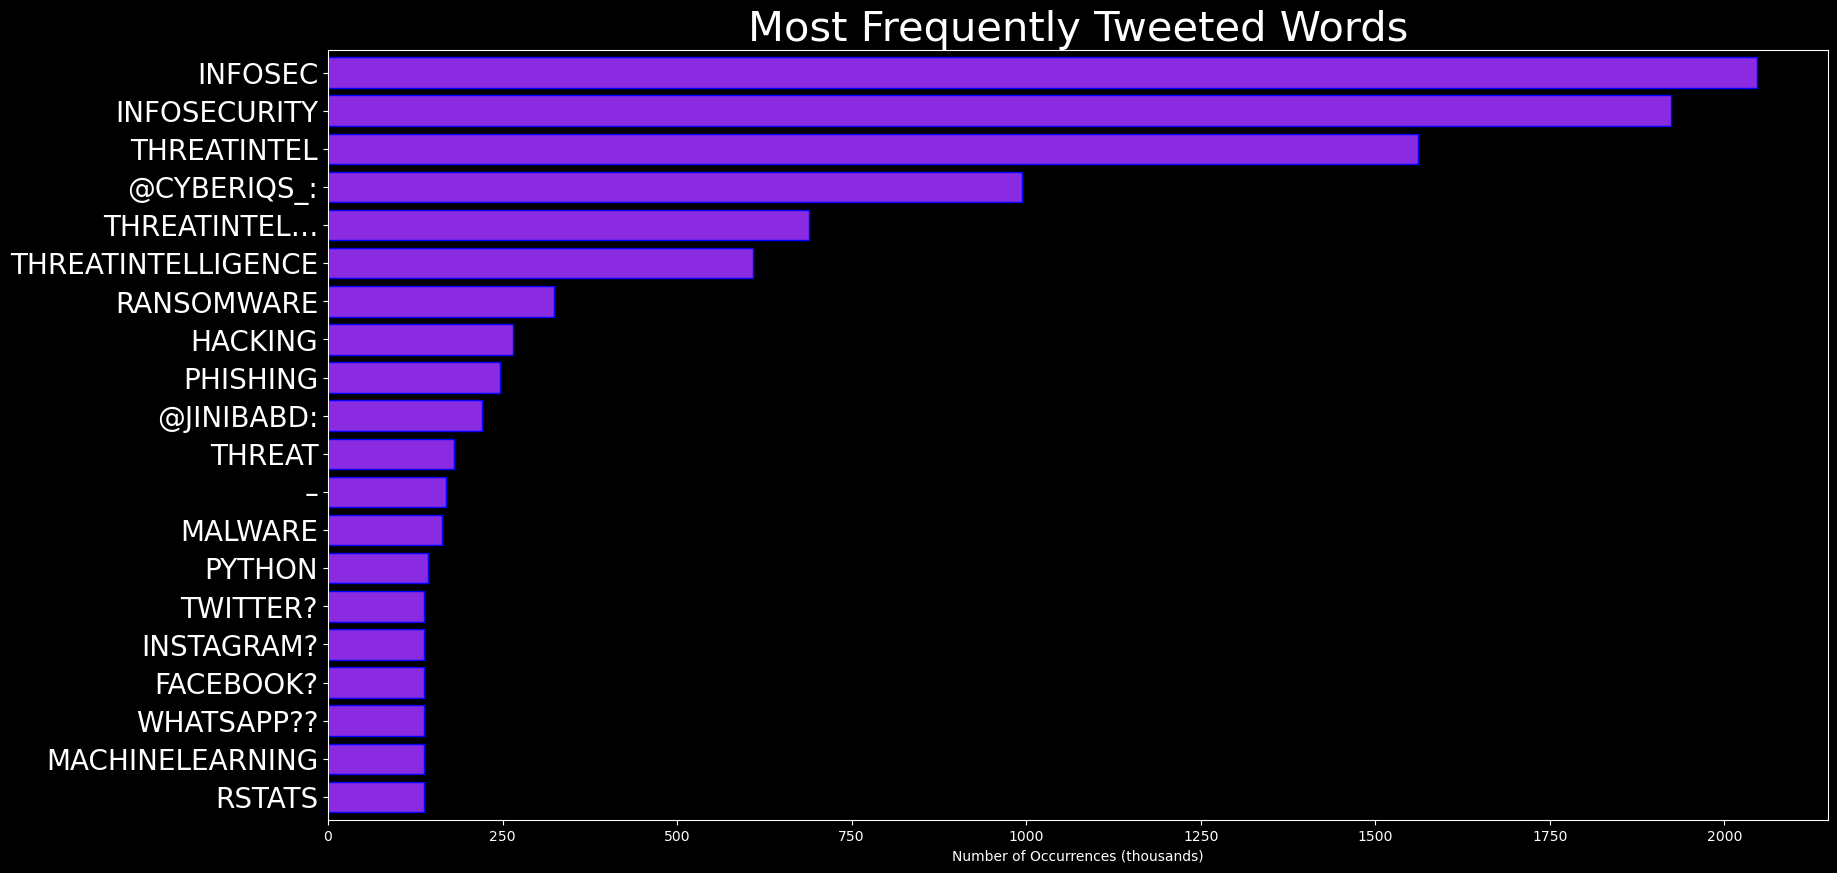 Most Frequently Tweeted Words
INFOSEC
INFOSECURITY
THREATINTEL
@CYBERIQS_:
THREATINTEL…
THREATINTELLIGENCE
RANSOMWARE
HACKING
PHISHING
@JINIBABD:
THREAT
–
MALWARE
PYTHON
TWITTER?
INSTAGRAM?
FACEBOOK?
WHATSAPP??
MACHINELEARNING
RSTATS
0 250 500 750 1000 1250 1500 1750 2000
Number of Occurrences (thousands)